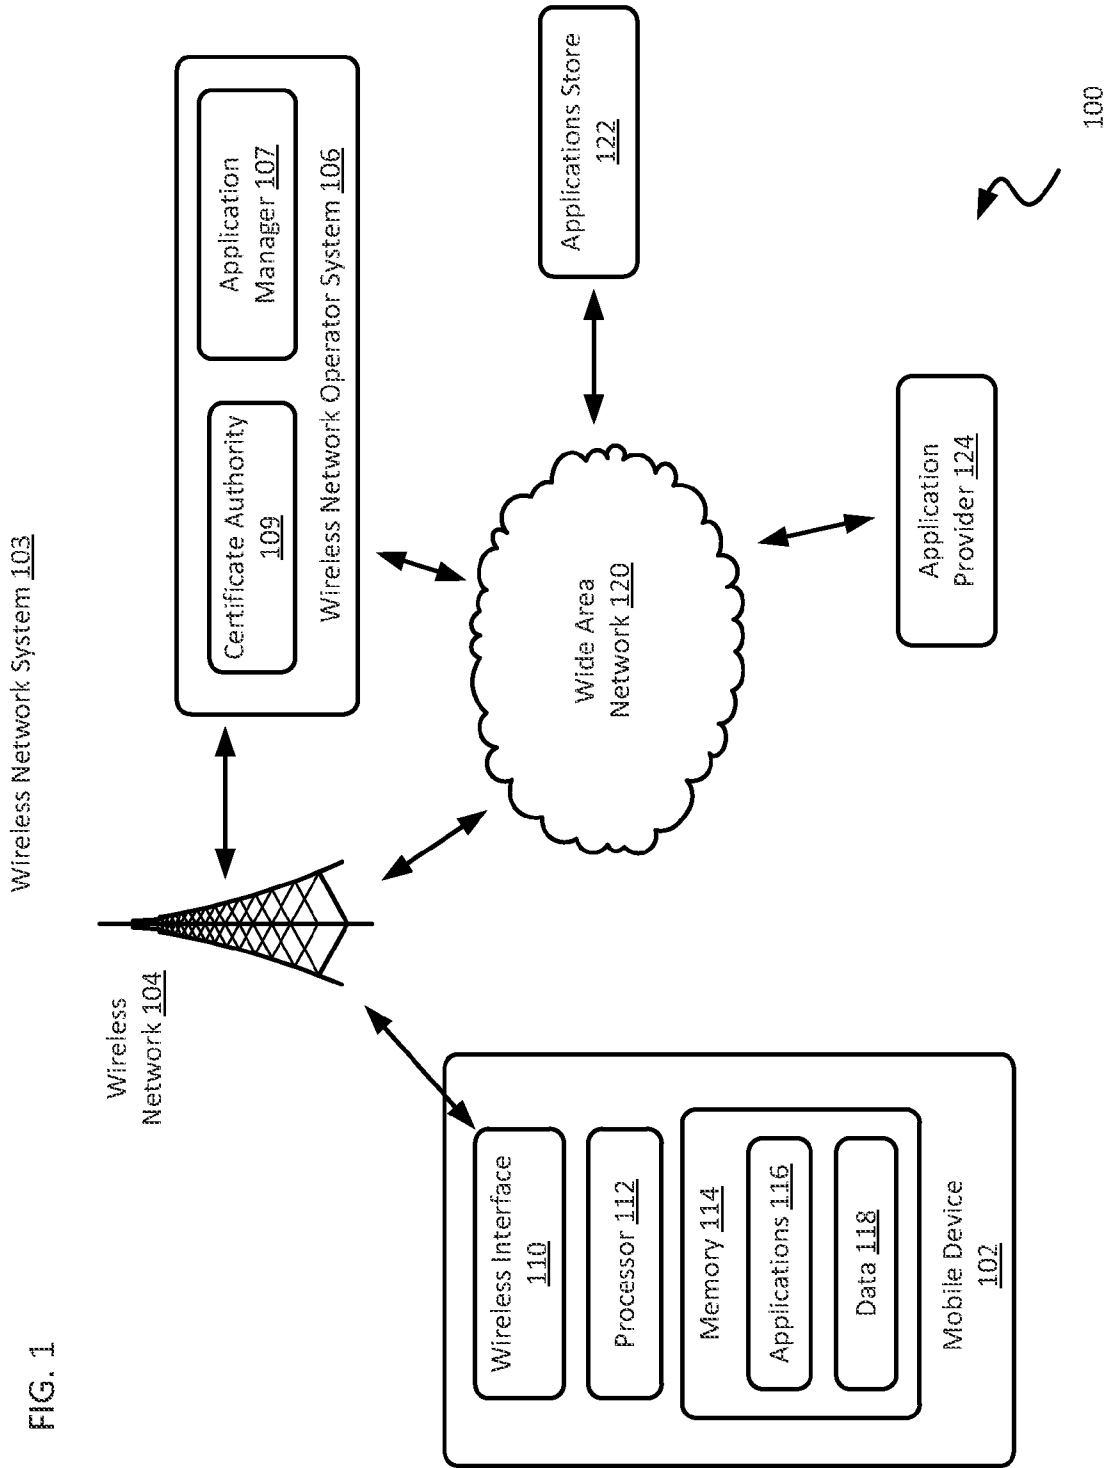 FIG. 1
Wireless Network System 103
Wireless
Network 104
Certificate Authority
109
Application
Manager 107
Wireless Network Operator System 106
Wireless Interface
110
Processor 112
Memory 114
Applications 116
Data 118
Mobile Device
102
Wide Area
Network 120
Applications Store
122
Application
Provider 124
100